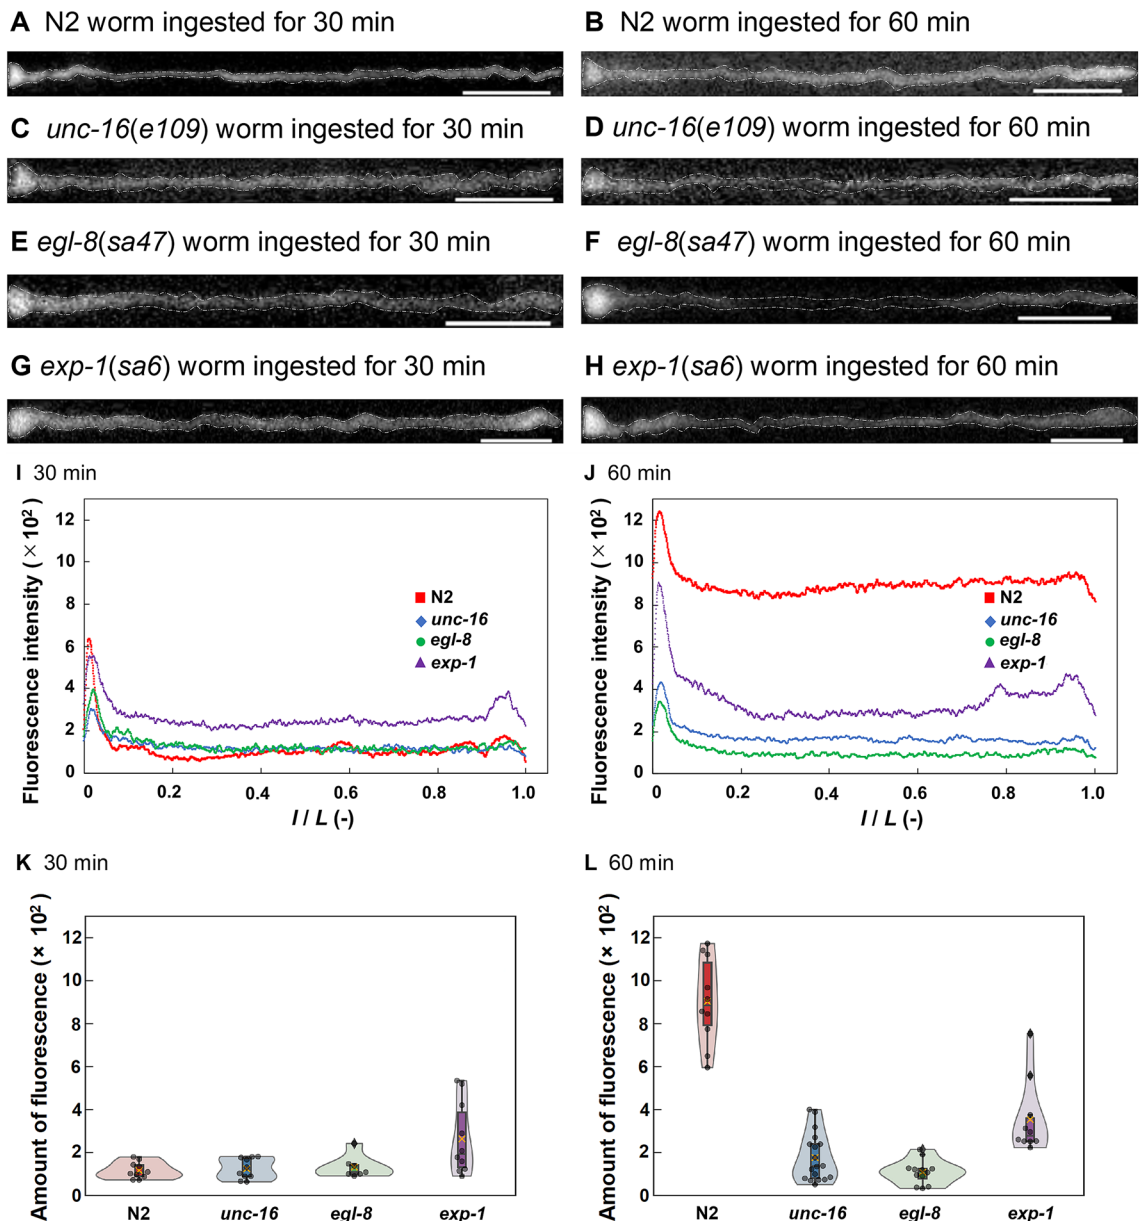 A N2 worm ingested for 30 min
B N2 worm ingested for 60 min
C unc-16(e109) worm ingested for 30 min
D unc-16(e109) worm ingested for 60 min
E egl-8(sa47) worm ingested for 30 min
F egl-8(sa47) worm ingested for 60 min
G exp-1(sa6) worm ingested for 30 min
H exp-1(sa6) worm ingested for 60 min
I 30 min
Fluorescence intensity (×10²)
12
10
8
6
4
2
0
N2
unc-16
egl-8
exp-1
0 0.2 0.4 0.6 0.8 1.0
l / L (-)
J 60 min
Fluorescence intensity (×10²)
12
10
8
6
4
2
0
N2
unc-16
egl-8
exp-1
0 0.2 0.4 0.6 0.8 1.0
l / L (-)
K 30 min
Amount of fluorescence (× 10²)
12
10
8
6
4
2
0
N2 unc-16 egl-8 exp-1
L 60 min
Amount of fluorescence (× 10²)
12
10
8
6
4
2
0
N2 unc-16 egl-8 exp-1